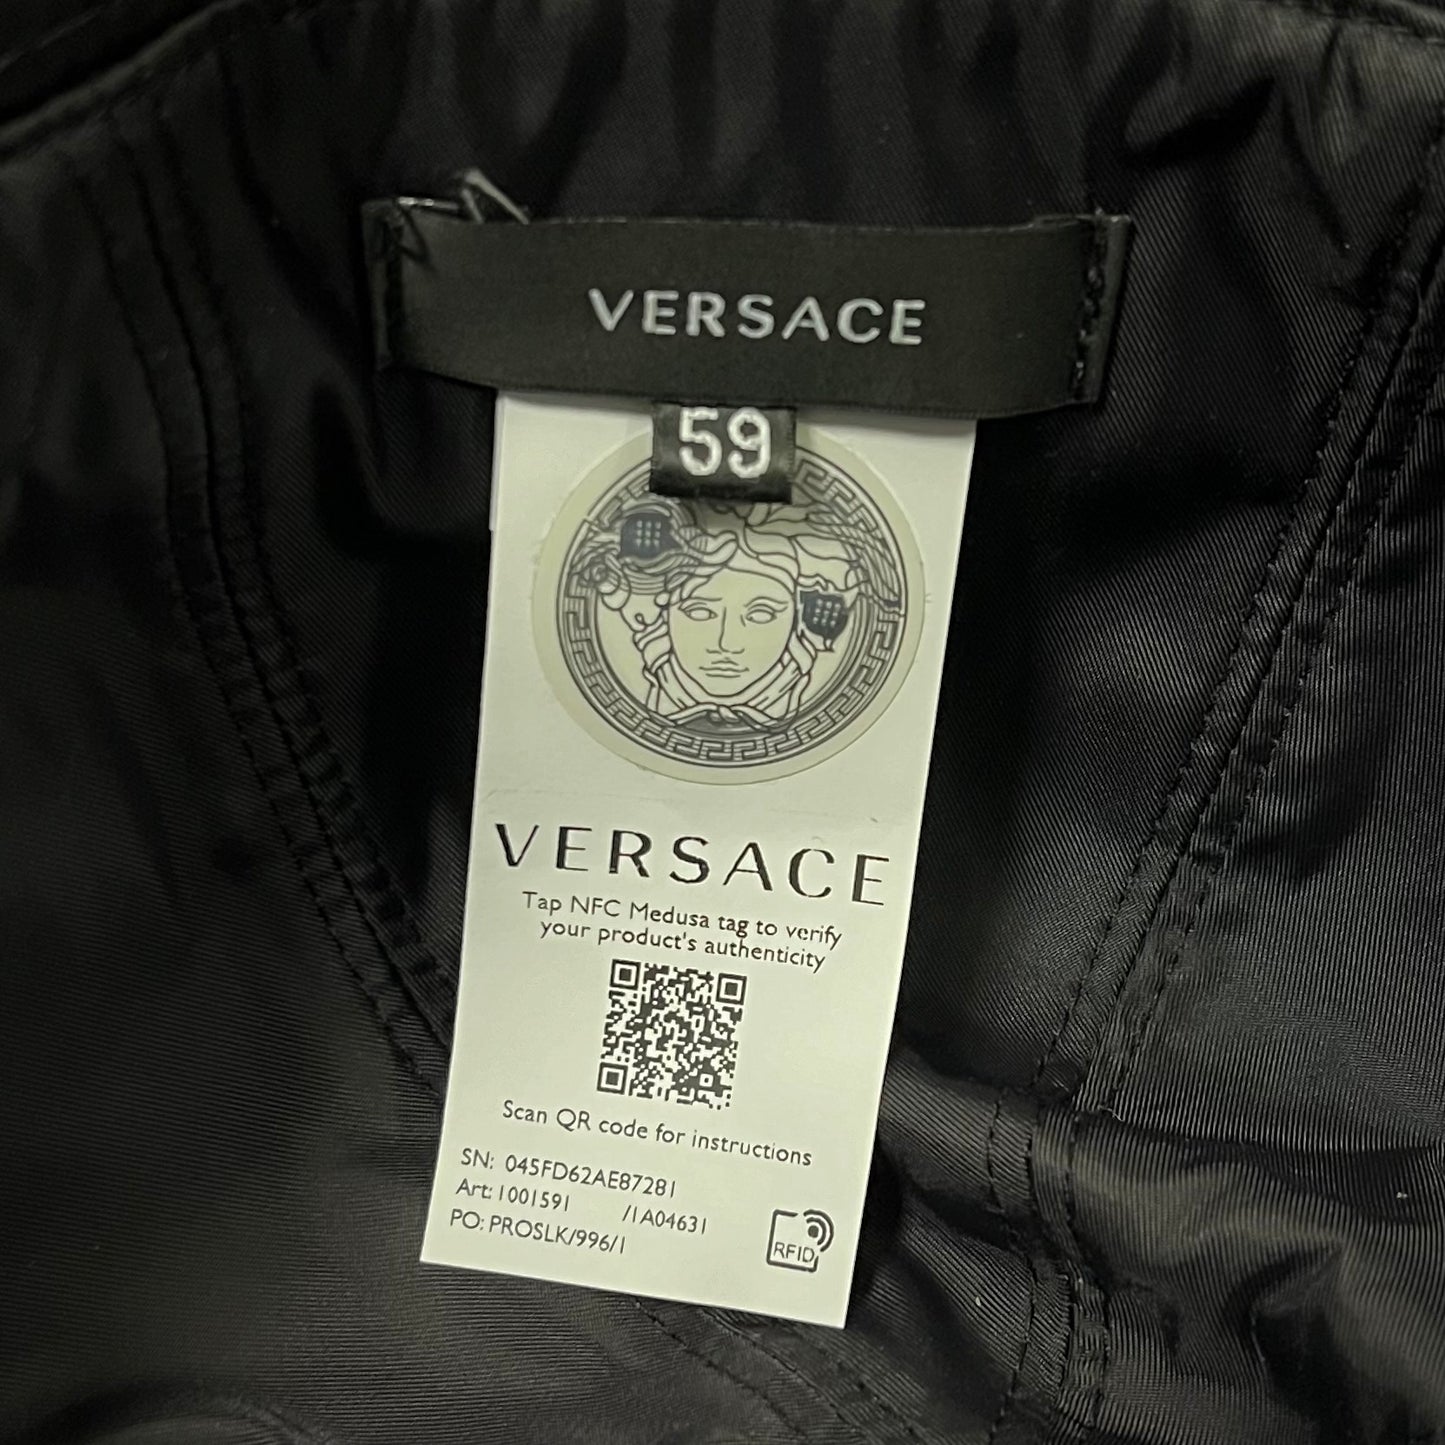 VERSACE
59
VERSACE
Tap NFC Medusa tag to verify
your product's authenticity
Scan QR code for instructions
SN: 045FD62AE87281
Art: 1001591 /1A04631
PO: PROSLK/996/1
RFID